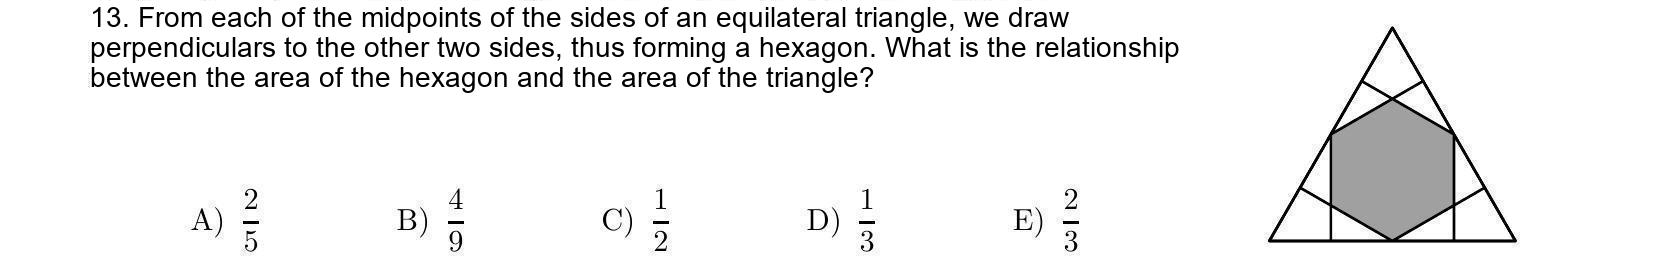 13. From each of the midpoints of the sides of an equilateral triangle, we draw
perpendiculars to the other two sides, thus forming a hexagon. What is the relationship
between the area of the hexagon and the area of the triangle?
A) 2/5 B) 4/9 C) 1/2 D) 1/3 E) 2/3